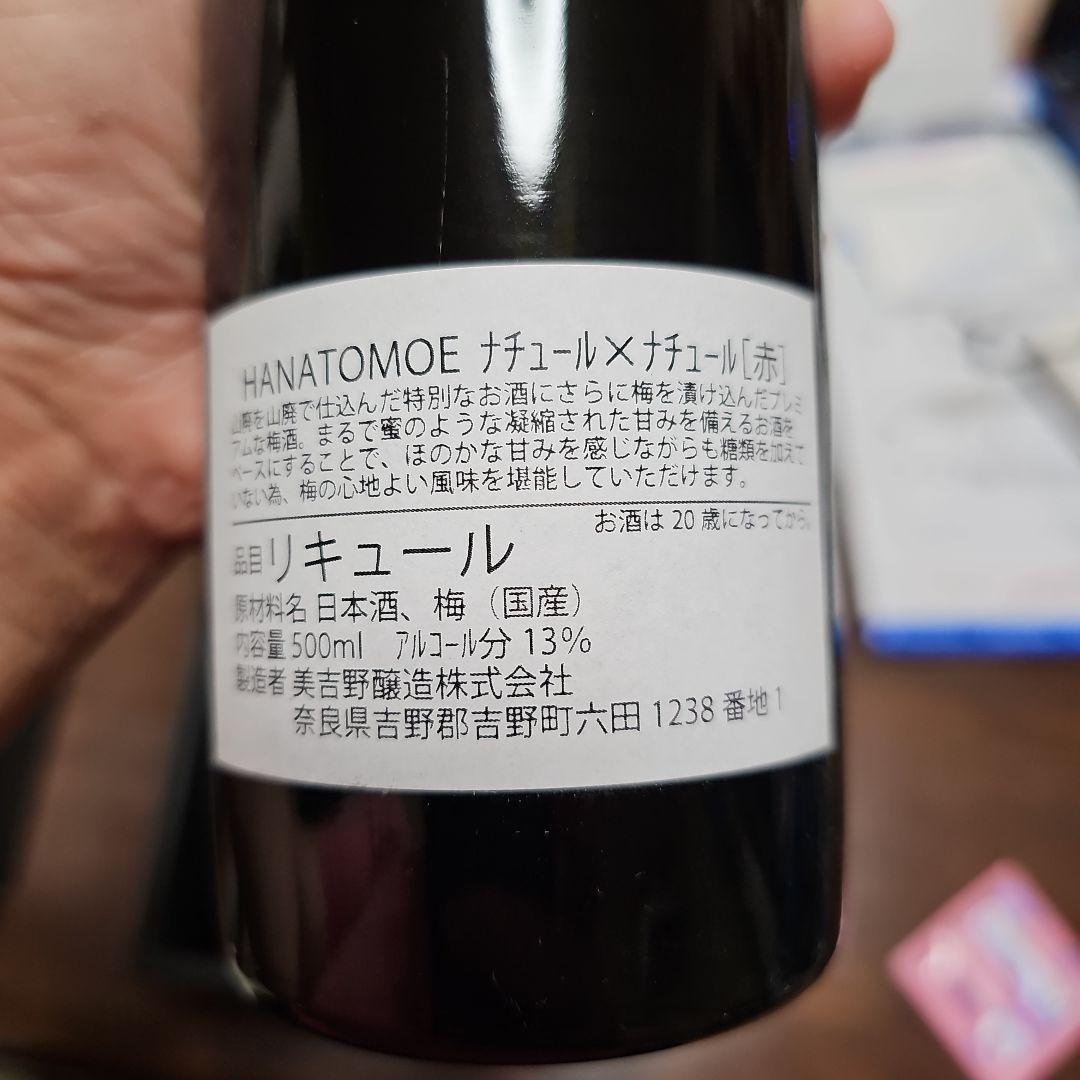 HANATOMOE ナチュール×ナチュール[赤]
山廃を山廃で仕込んだ特別なお酒にさらに梅を漬け込んだプレミ
アムな梅酒。まるで蜜のような凝縮された甘みを備えるお酒を
ベースにすることで、ほのかな甘みを感じながらも糖類を加えて
いない為、梅の心地よい風味を堪能していただけます。
お酒は20歳になってから。
品目リキュール
原材料名 日本酒、梅（国産）
内容量 500ml アルコール分 13%
製造者 美吉野醸造株式会社
奈良県吉野郡吉野町六田 1238 番地 1